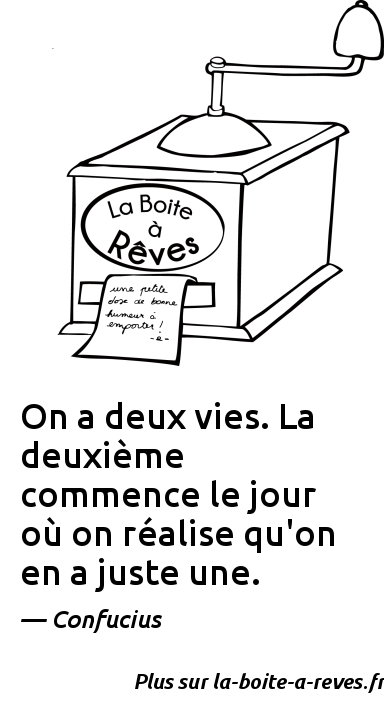 La Boite
à
Rêves
une petite
dose de bonne
humeur à
emporter !
-e-
On a deux vies. La
deuxième
commence le jour
où on réalise qu'on
en a juste une.
— Confucius
Plus sur la-boite-a-reves.fr